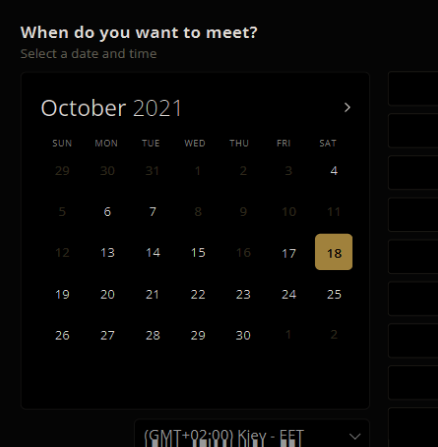 When do you want to meet?
Select a date and time
October 2021
SUN MON TUE WED THU FRI SAT
29 30 31 1 2 3 4
5 6 7 8 9 10 11
12 13 14 15 16 17 18
19 20 21 22 23 24 25
26 27 28 29 30 1 2
(GMT+02:00) Kiev - EET